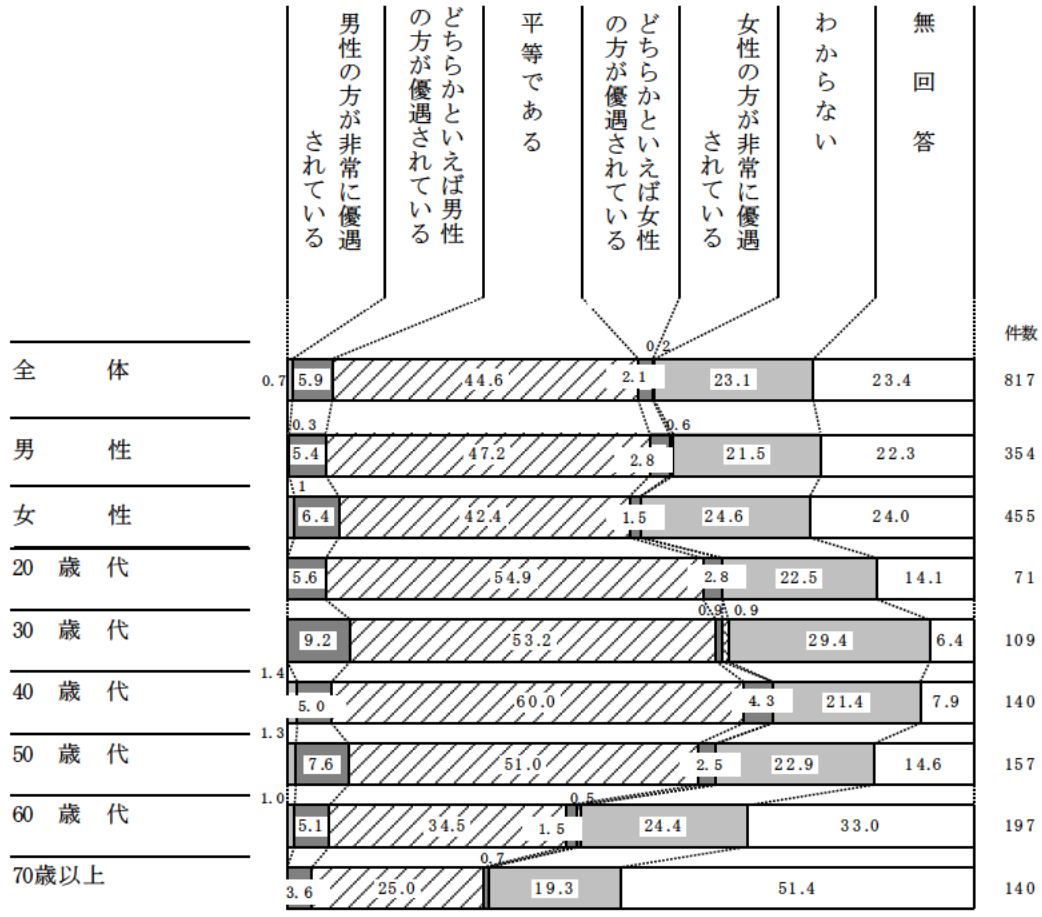 男性の方が非常に優遇
されている
どちらかといえば男性
の方が優遇されている
平等である
どちらかといえば女性
の方が優遇されている
女性の方が非常に優遇
されている
わからない
無回答
件数
0.2
全体 0.7 5.9 44.6 2.1 23.1 23.4 817
0.3 0.6
男性 5.4 47.2 2.8 21.5 22.3 354
1
女性 6.4 42.4 1.5 24.6 24.0 455
20歳代 5.6 54.9 2.8 22.5 14.1 71
0.9 0.9
30歳代 9.2 53.2 29.4 6.4 109
1.4
40歳代 5.0 60.0 4.3 21.4 7.9 140
1.3
50歳代 7.6 51.0 2.5 22.9 14.6 157
1.0 0.5
60歳代 5.1 34.5 1.5 24.4 33.0 197
0.7
70歳以上 3.6 25.0 19.3 51.4 140